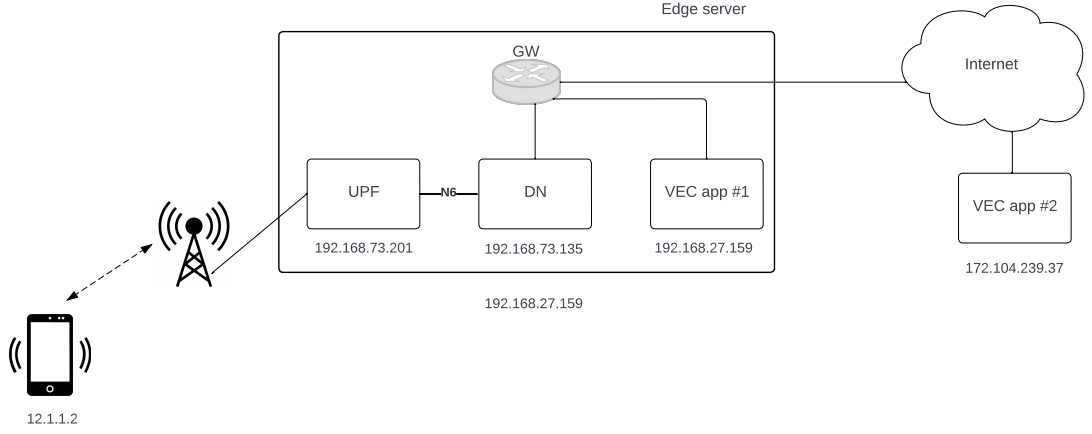 Edge server
GW
Internet
UPF
N6
DN
VEC app #1
VEC app #2
192.168.73.201
192.168.73.135
192.168.27.159
172.104.239.37
192.168.27.159
12.1.1.2